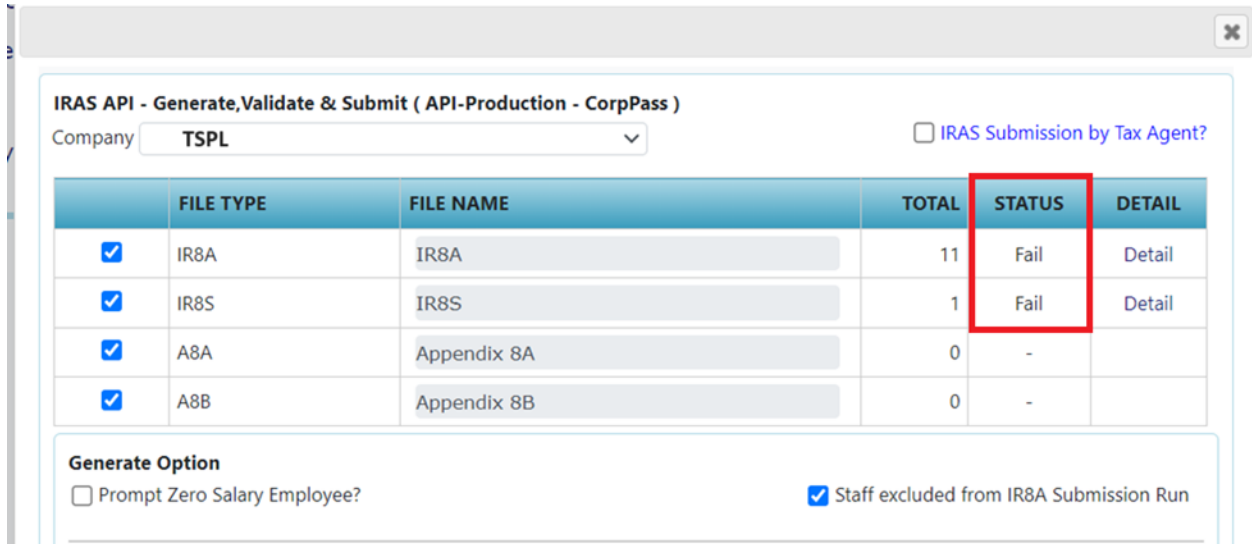 IRAS API - Generate,Validate & Submit ( API-Production - CorpPass )
Company TSPL IRAS Submission by Tax Agent?
FILE TYPE FILE NAME TOTAL STATUS DETAIL
IR8A IR8A 11 Fail Detail
IR8S IR8S 1 Fail Detail
A8A Appendix 8A 0 -
A8B Appendix 8B 0 -
Generate Option
Prompt Zero Salary Employee? Staff excluded from IR8A Submission Run